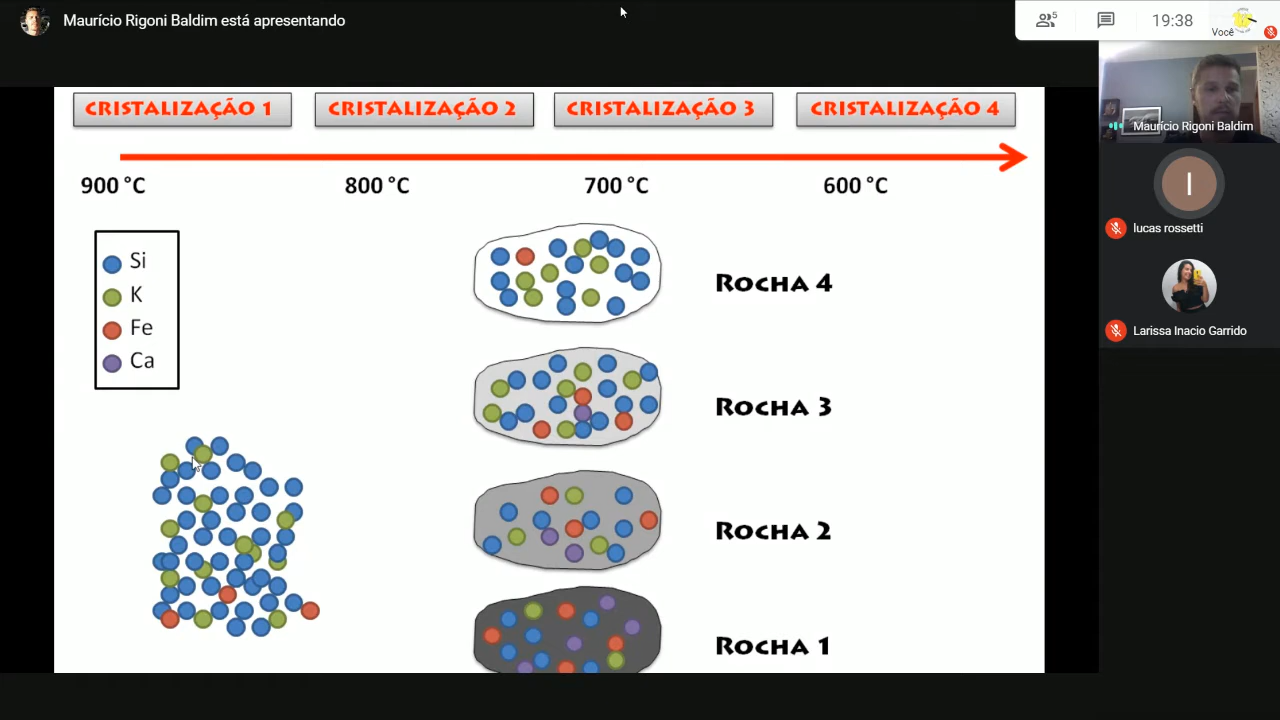 Maurício Rigoni Baldim está apresentando
5
19:38
Você
CRISTALIZAÇÃO 1
CRISTALIZAÇÃO 2
CRISTALIZAÇÃO 3
CRISTALIZAÇÃO 4
900 °C
800 °C
700 °C
600 °C
Si
K
Fe
Ca
Rocha 4
Rocha 3
Rocha 2
Rocha 1
Maurício Rigoni Baldim
I
lucas rossetti
Larissa Inacio Garrido